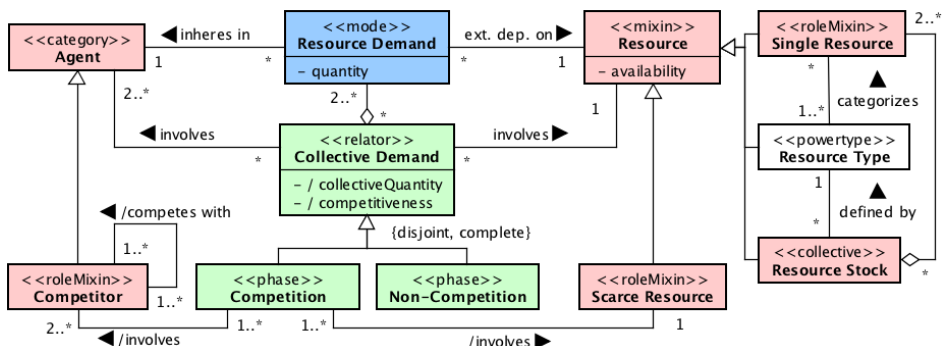 <<category>>
Agent
◀ inheres in
1
*
<<mode>>
Resource Demand
- quantity
ext. dep. on ▶
*
1
<<mixin>>
Resource
- availability
<<roleMixin>>
Single Resource
2..*
*
▲
categorizes
1..*
<<powertype>>
Resource Type
1
▲
defined by
*
<<collective>>
Resource Stock
*
2..*
◀ involves
*
2..*
*
<<relator>>
Collective Demand
- / collectiveQuantity
- / competitiveness
involves ▶
*
1
{disjoint, complete}
◀ /competes with
1..*
1..*
<<roleMixin>>
Competitor
<<phase>>
Competition
<<phase>>
Non-Competition
<<roleMixin>>
Scarce Resource
2..*
◀ /involves
1..*
1..*
/involves ▶
1